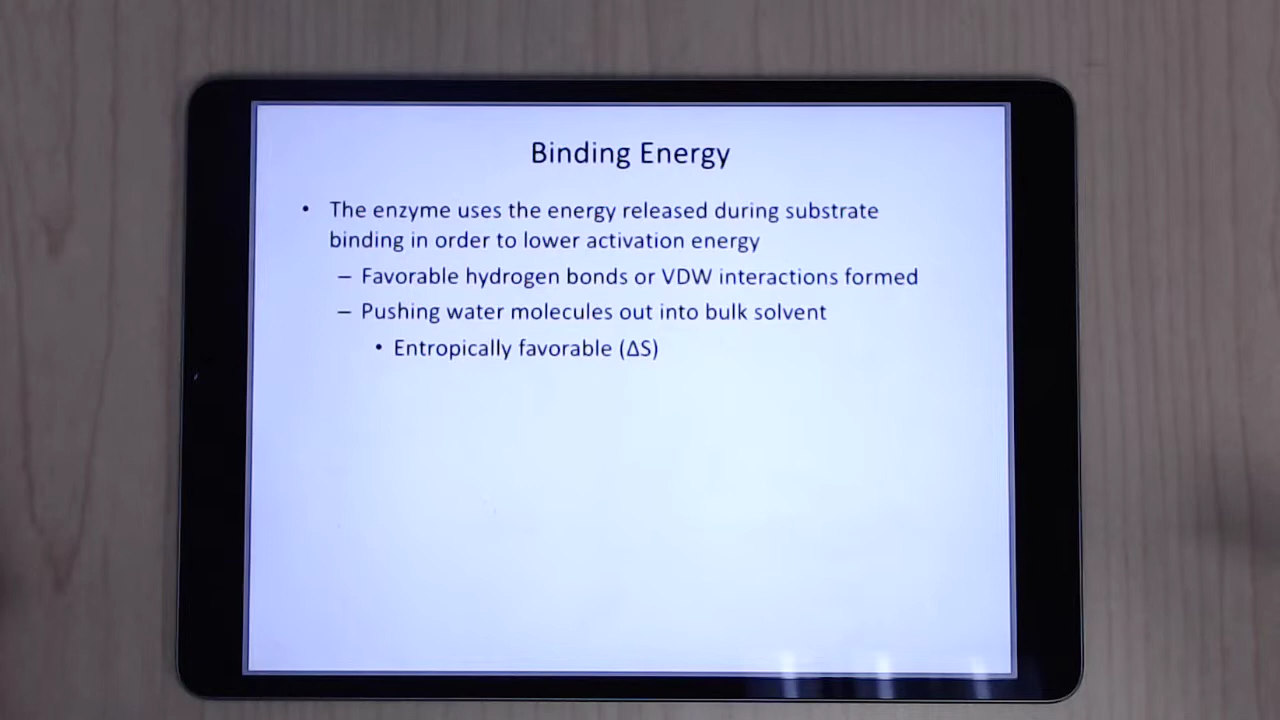 Binding Energy
• The enzyme uses the energy released during substrate
binding in order to lower activation energy
– Favorable hydrogen bonds or VDW interactions formed
– Pushing water molecules out into bulk solvent
• Entropically favorable (ΔS)